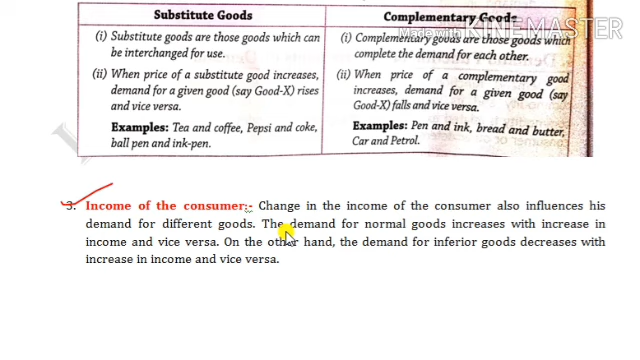 Made with KINEMASTER
Substitute Goods
Complementary Goods
(i) Substitute goods are those goods which can
be interchanged for use.
(ii) When price of a substitute good increases,
demand for a given good (say Good-X) rises
and vice versa.
Examples: Tea and coffee, Pepsi and coke,
ball pen and ink-pen.
(i) Complementary goods are those goods which
complete the demand for each other.
(ii) When price of a complementary good
increases, demand for a given good (say
Good-X) falls and vice versa.
Examples: Pen and ink, bread and butter,
Car and Petrol.
3. Income of the consumer:- Change in the income of the consumer also influences his
demand for different goods. The demand for normal goods increases with increase in
income and vice versa. On the other hand, the demand for inferior goods decreases with
increase in income and vice versa.